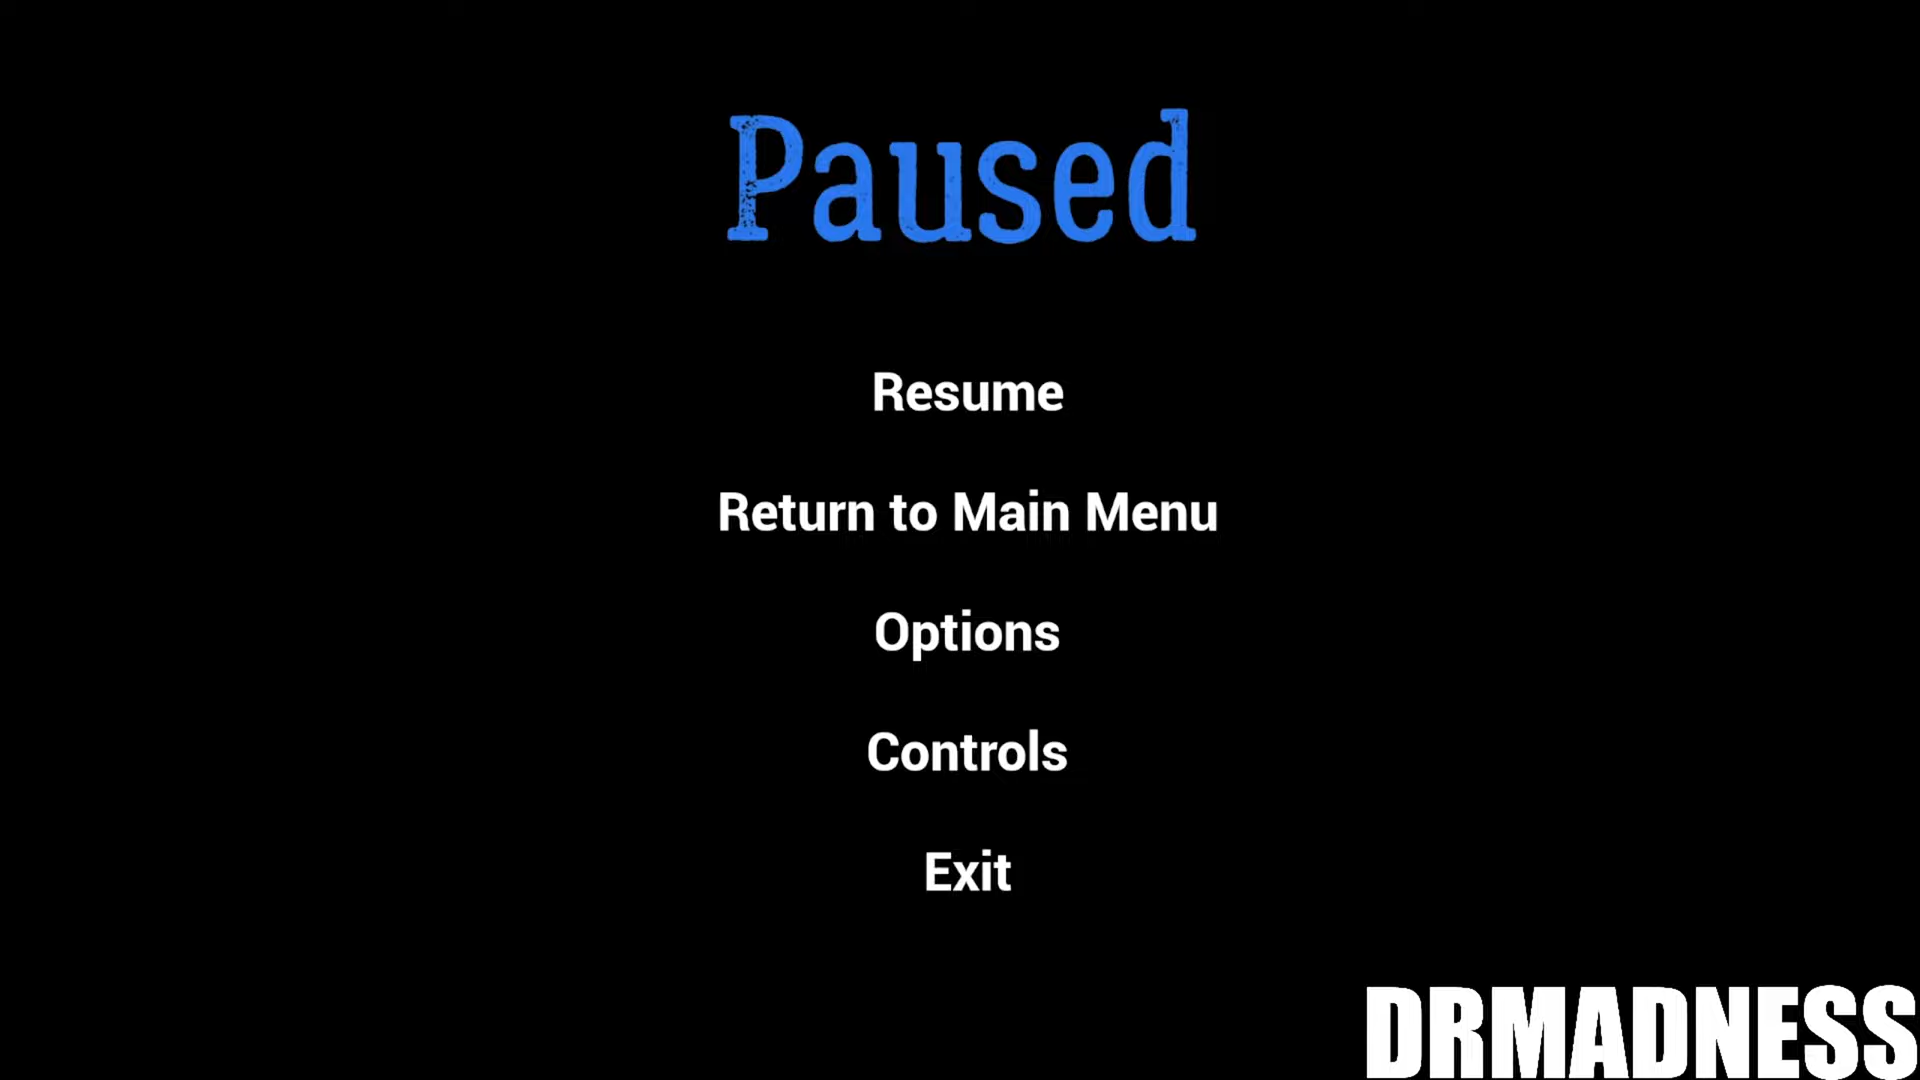 Paused
Resume
Return to Main Menu
Options
Controls
Exit
DRMADNESS